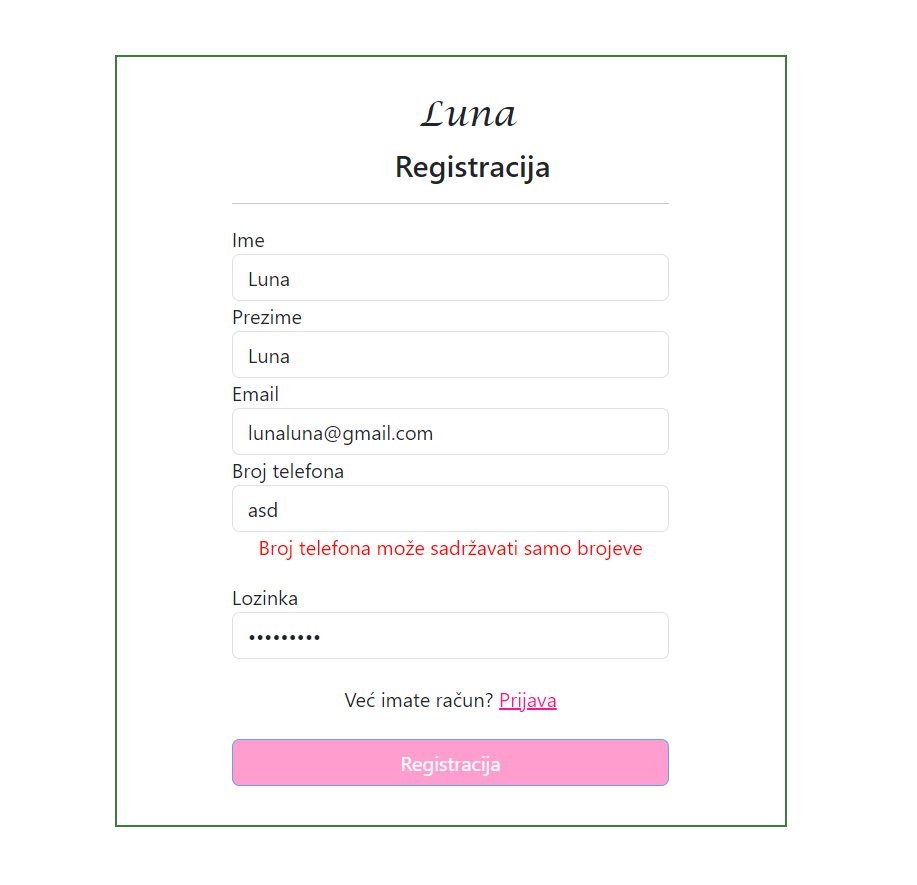 Luna
Registracija
Ime
Luna
Prezime
Luna
Email
lunaluna@gmail.com
Broj telefona
asd
Broj telefona može sadržavati samo brojeve
Lozinka
•••••••••
Već imate račun? Prijava
Registracija